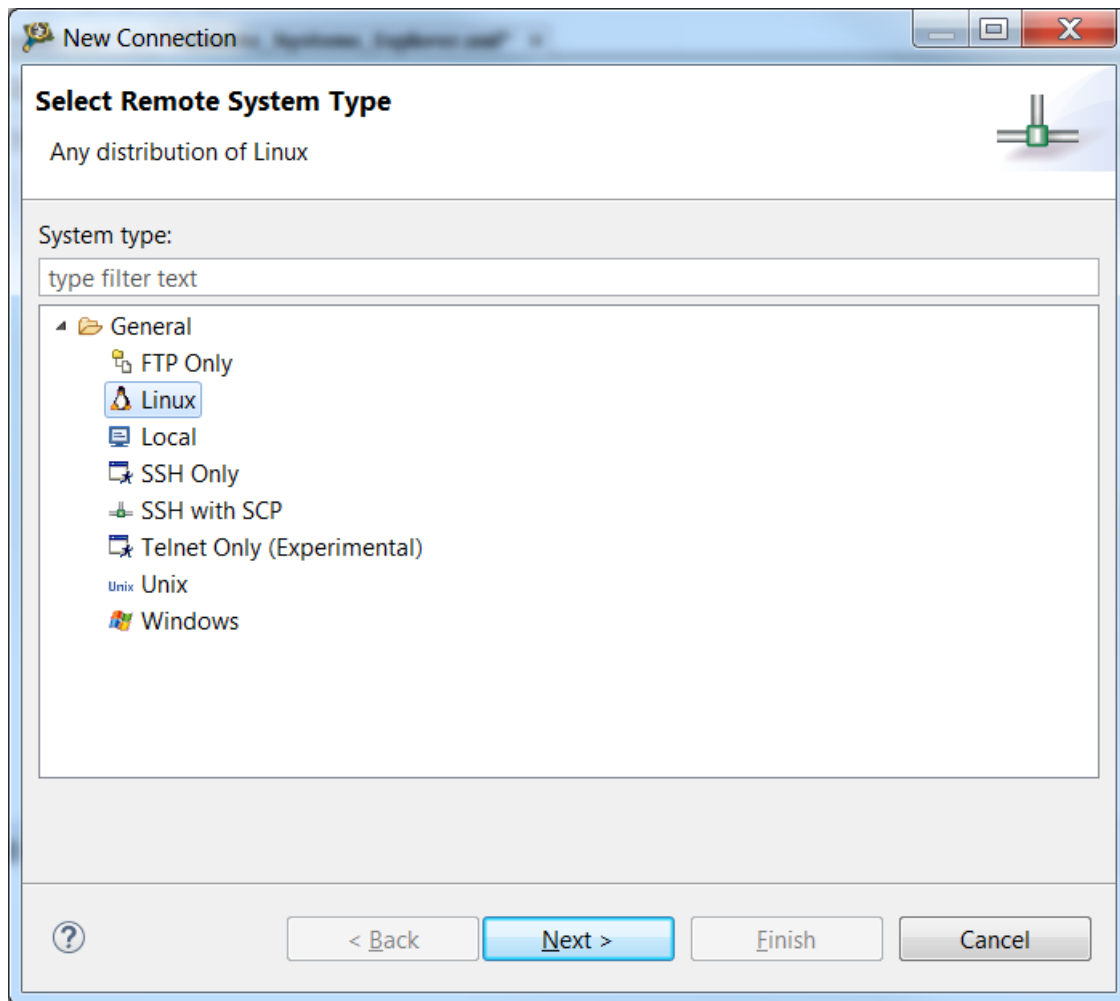 New Connection
Select Remote System Type
Any distribution of Linux
System type:
type filter text
General
FTP Only
Linux
Local
SSH Only
SSH with SCP
Telnet Only (Experimental)
Unix Unix
Windows
< Back Next > Finish Cancel